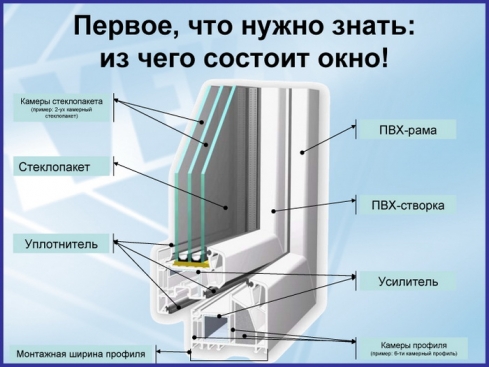 Первое, что нужно знать:
из чего состоит окно!
Камеры стеклопакета
(пример: 2-ух камерный
стеклопакет)
Стеклопакет
Уплотнитель
Монтажная ширина профиля
ПВХ-рама
ПВХ-створка
Усилитель
Камеры профиля
(пример: 6-ти камерный профиль)